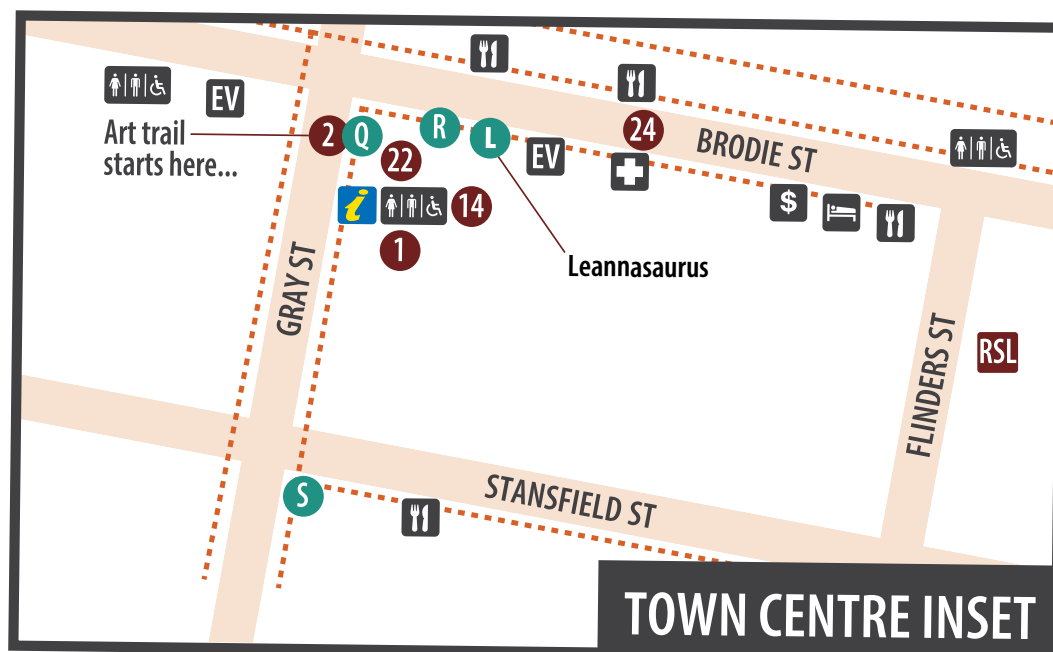 EV
Art trail
starts here...
2
Q
R
L
22
EV
24
BRODIE ST
$
i
14
1
Leannasaurus
GRAY ST
FLINDERS ST
RSL
S
STANSFIELD ST
TOWN CENTRE INSET